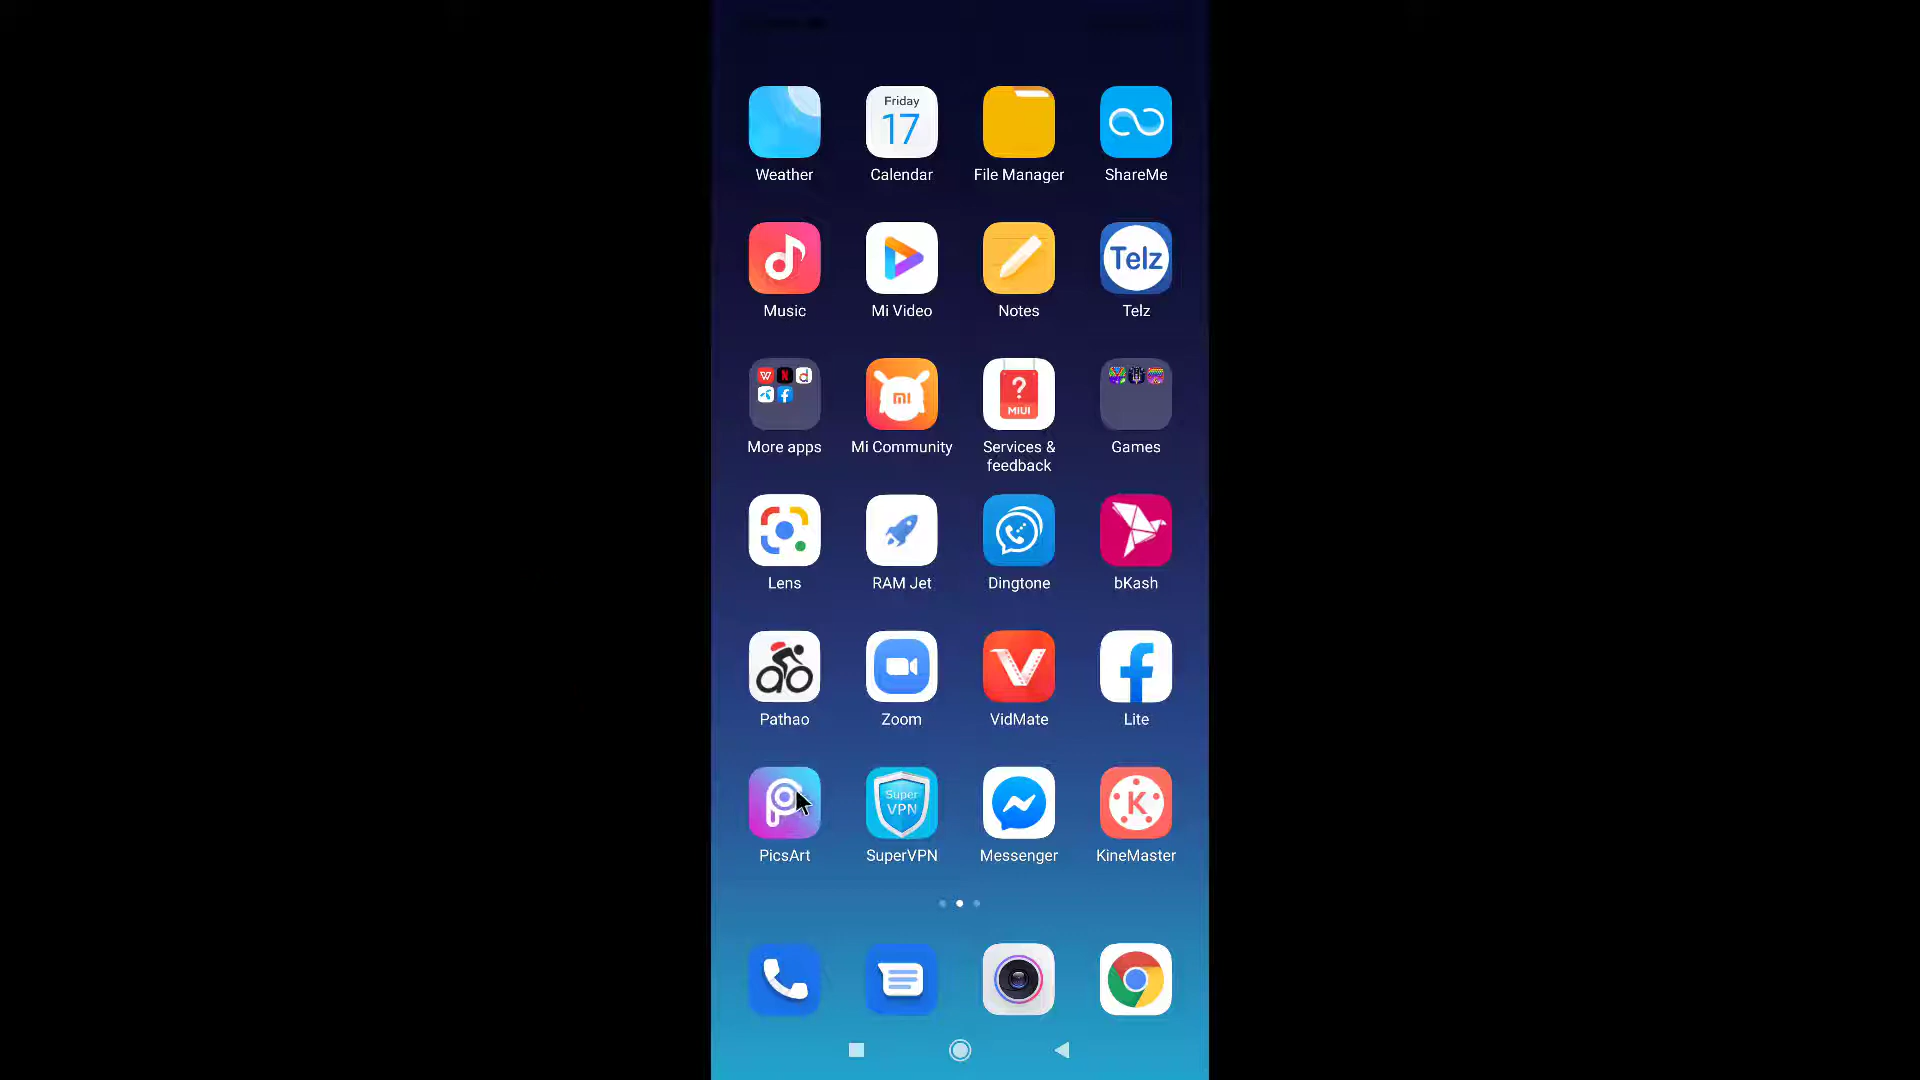 Friday
17
Weather
Calendar
File Manager
ShareMe
Telz
Music
Mi Video
Notes
Telz
W N d
mi
?
MIUI
More apps
Mi Community
Services &
feedback
Games
Lens
RAM Jet
Dingtone
bKash
Pathao
Zoom
VidMate
Lite
Super
VPN
K
PicsArt
SuperVPN
Messenger
KineMaster